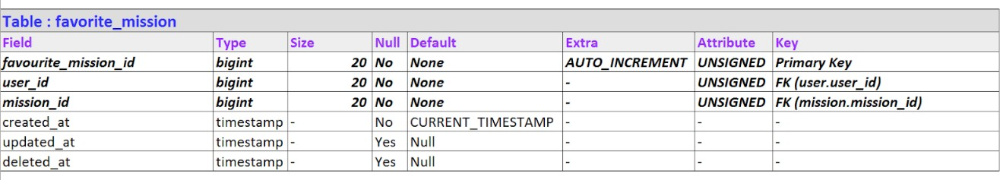 Table : favorite_mission
Field Type Size Null Default Extra Attribute Key
favourite_mission_id bigint 20 No None AUTO_INCREMENT UNSIGNED Primary Key
user_id bigint 20 No None - UNSIGNED FK (user.user_id)
mission_id bigint 20 No None - UNSIGNED FK (mission.mission_id)
created_at timestamp - No CURRENT_TIMESTAMP - - -
updated_at timestamp - Yes Null - - -
deleted_at timestamp - Yes Null - - -